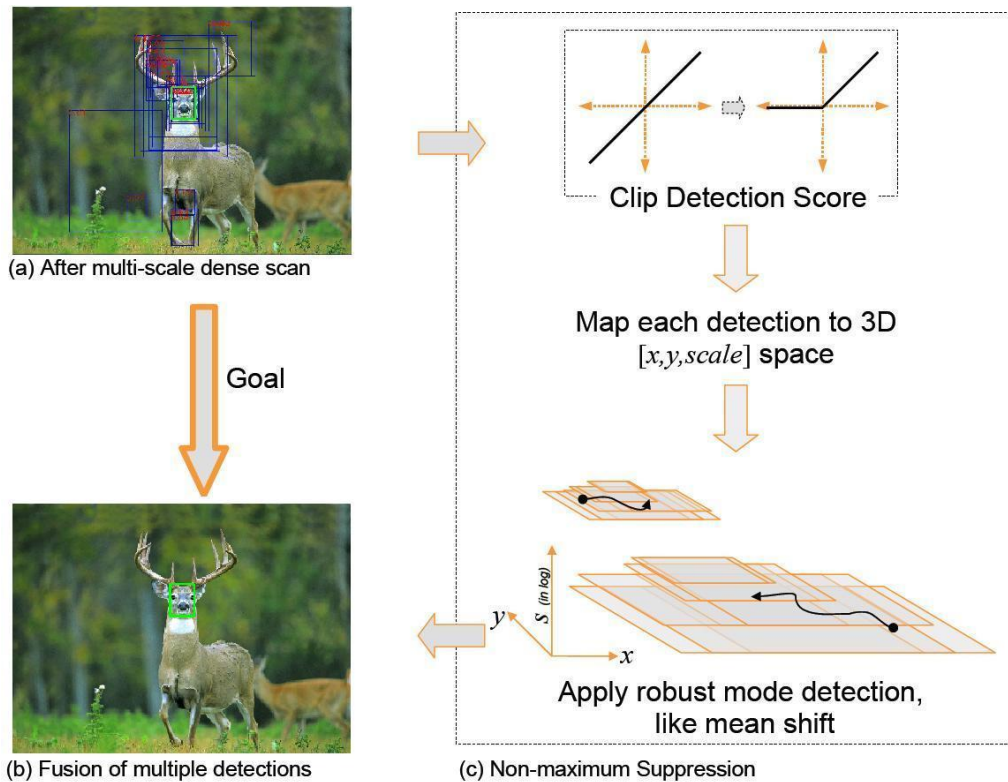 (a) After multi-scale dense scan
Goal
(b) Fusion of multiple detections
Clip Detection Score
Map each detection to 3D
[x,y,scale] space
S (in log)
y
x
Apply robust mode detection,
like mean shift
(c) Non-maximum Suppression